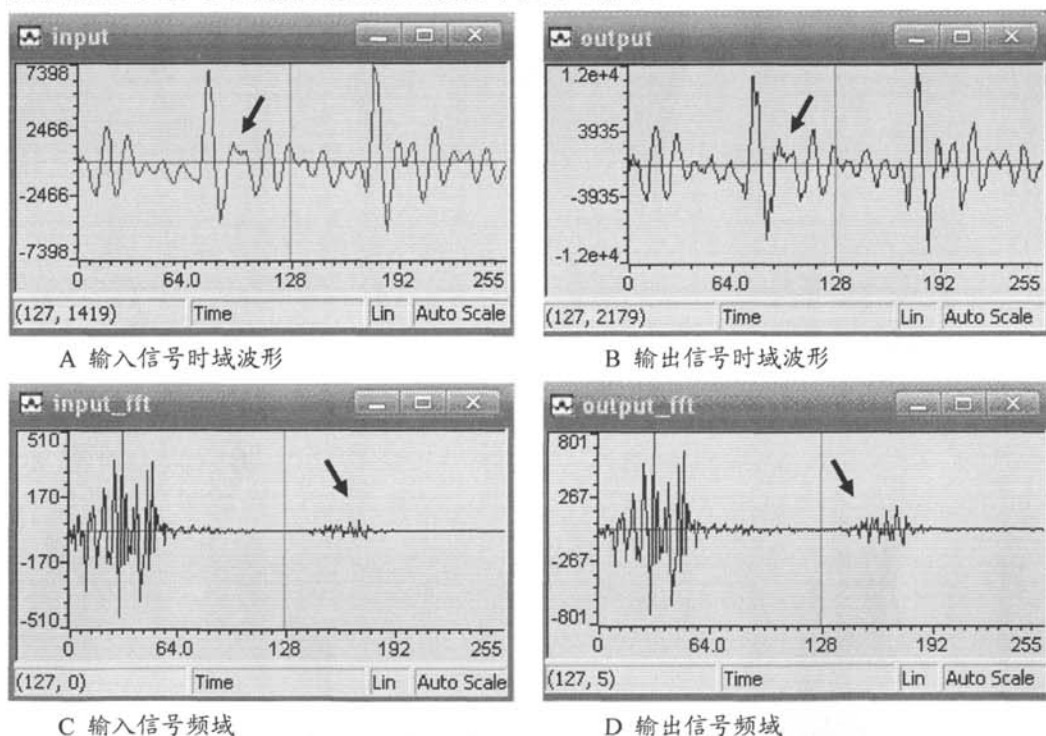 input
7398
2466
-2466
-7398
0 64.0 128 192 255
(127, 1419) Time Lin Auto Scale
A 输入信号时域波形
output
1.2e+4
3935
-3935
-1.2e+4
0 64.0 128 192 255
(127, 2179) Time Lin Auto Scale
B 输出信号时域波形
input_fft
510
170
-170
-510
0 64.0 128 192 255
(127, 0) Time Lin Auto Scale
C 输入信号频域
output_fft
801
267
-267
-801
0 64.0 128 192 255
(127, 5) Time Lin Auto Scale
D 输出信号频域